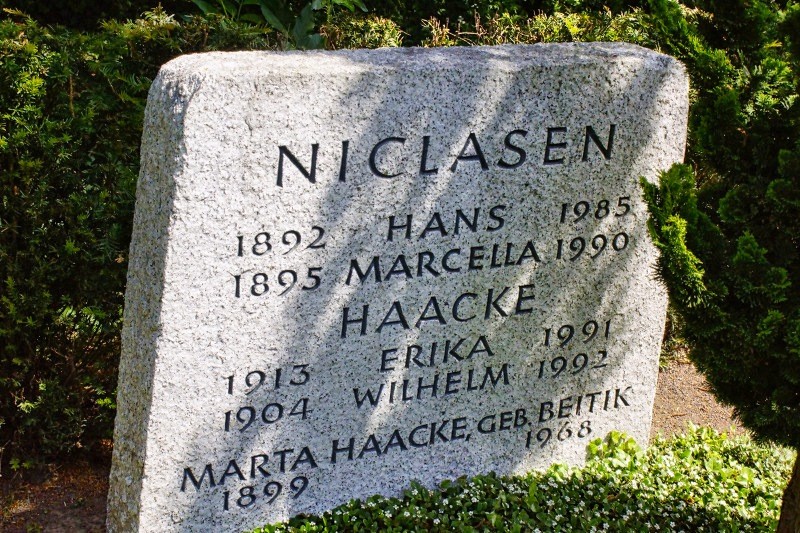 NICLASEN
1892 HANS 1985
1895 MARCELLA 1990
HAACKE
1913 ERIKA 1991
1904 WILHELM 1992
MARTA HAACKE, GEB. BEITIK
1899 1968